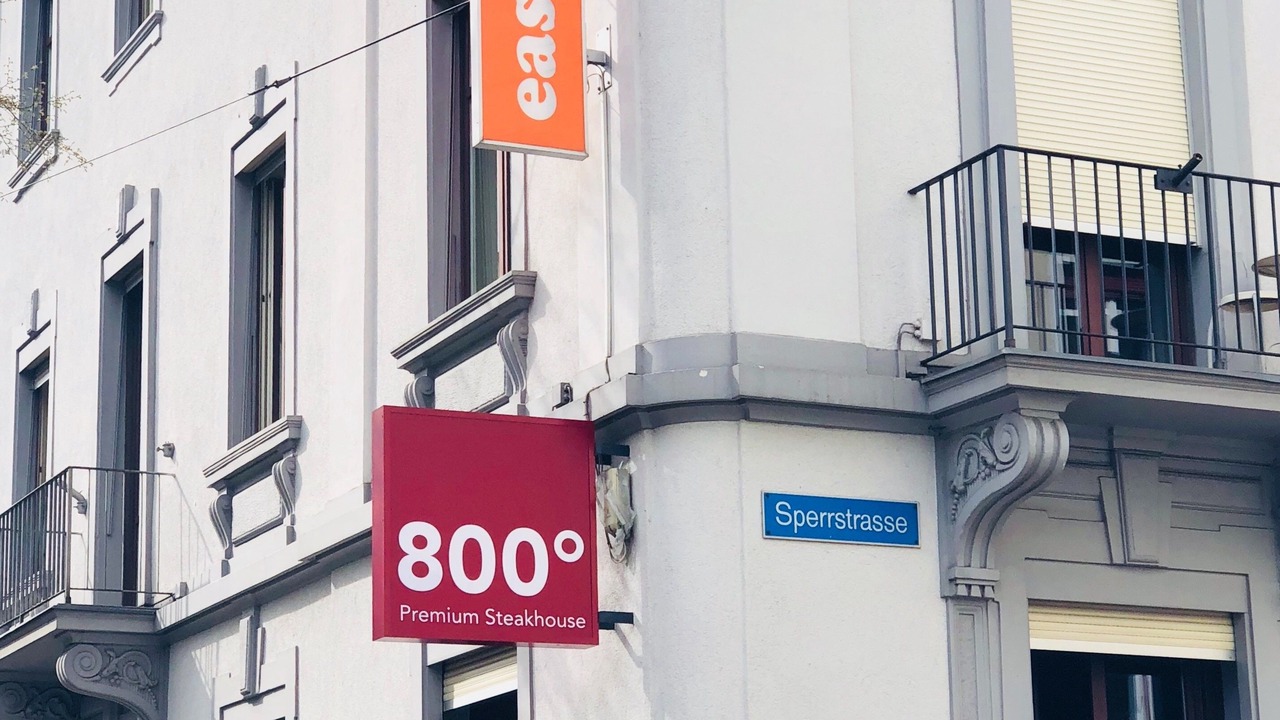 eas
800°
Premium Steakhouse
Sperrstrasse